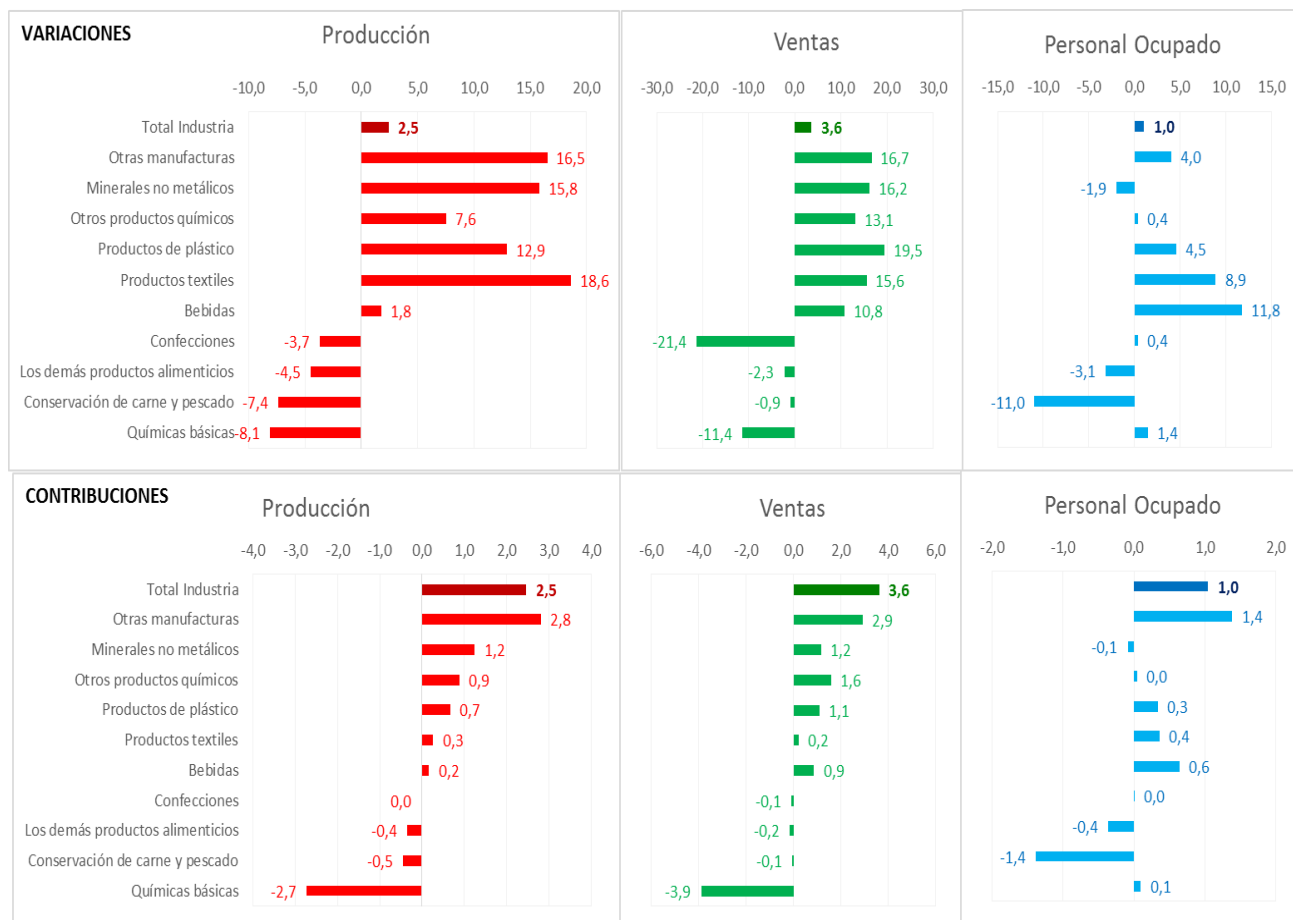 VARIACIONES
Producción
Ventas
Personal Ocupado
-10,0 -5,0 0,0 5,0 10,0 15,0 20,0
-30,0 -20,0 -10,0 0,0 10,0 20,0 30,0
-15,0 -10,0 -5,0 0,0 5,0 10,0 15,0
Total Industria 2,5 3,6 1,0
Otras manufacturas 16,5 16,7 4,0
Minerales no metálicos 15,8 16,2 -1,9
Otros productos químicos 7,6 13,1 0,4
Productos de plástico 12,9 19,5 4,5
Productos textiles 18,6 15,6 8,9
Bebidas 1,8 10,8 11,8
Confecciones -3,7 -21,4 0,4
Los demás productos alimenticios -4,5 -2,3 -3,1
Conservación de carne y pescado -7,4 -0,9 -11,0
Químicas básicas -8,1 -11,4 1,4
CONTRIBUCIONES
Producción
Ventas
Personal Ocupado
-4,0 -3,0 -2,0 -1,0 0,0 1,0 2,0 3,0 4,0
-6,0 -4,0 -2,0 0,0 2,0 4,0 6,0
-2,0 -1,0 0,0 1,0 2,0
Total Industria 2,5 3,6 1,0
Otras manufacturas 2,8 2,9 1,4
Minerales no metálicos 1,2 1,2 -0,1
Otros productos químicos 0,9 1,6 0,0
Productos de plástico 0,7 1,1 0,3
Productos textiles 0,3 0,2 0,4
Bebidas 0,2 0,9 0,6
Confecciones 0,0 -0,1 0,0
Los demás productos alimenticios -0,4 -0,2 -0,4
Conservación de carne y pescado -0,5 -0,1 -1,4
Químicas básicas -2,7 -3,9 0,1